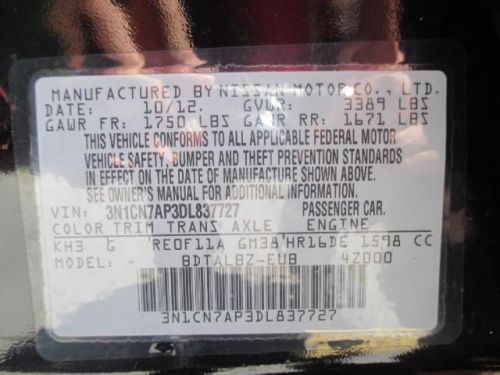 MANUFACTURED BY NISSAN MOTOR CO., LTD.
DATE: 10/12. GVWR: 3389 LBS
GAWR FR: 1750 LBS GAWR RR: 1671 LBS
THIS VEHICLE CONFORMS TO ALL APPLICABLE FEDERAL MOTOR
VEHICLE SAFETY, BUMPER AND THEFT PREVENTION STANDARDS
IN EFFECT ON THE DATE OF MANUFACTURE SHOWN ABOVE.
SEE OWNER'S MANUAL FOR ADDITIONAL INFORMATION.
VIN: 3N1CN7AP3DL837727 PASSENGER CAR.
COLOR TRIM TRANS AXLE ENGINE
KH3 G RE0F11A GM38 HR16DE 1598 CC
MODEL: - BDTALBZ-EUB 4Z000
3N1CN7AP3DL837727